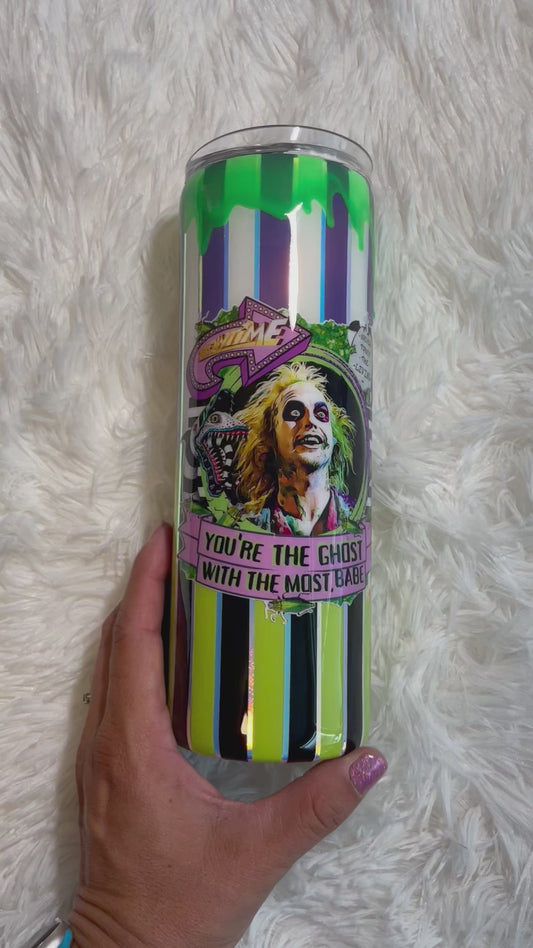 SHOWTIME
YOU'RE THE GHOST
WITH THE MOST, BABE